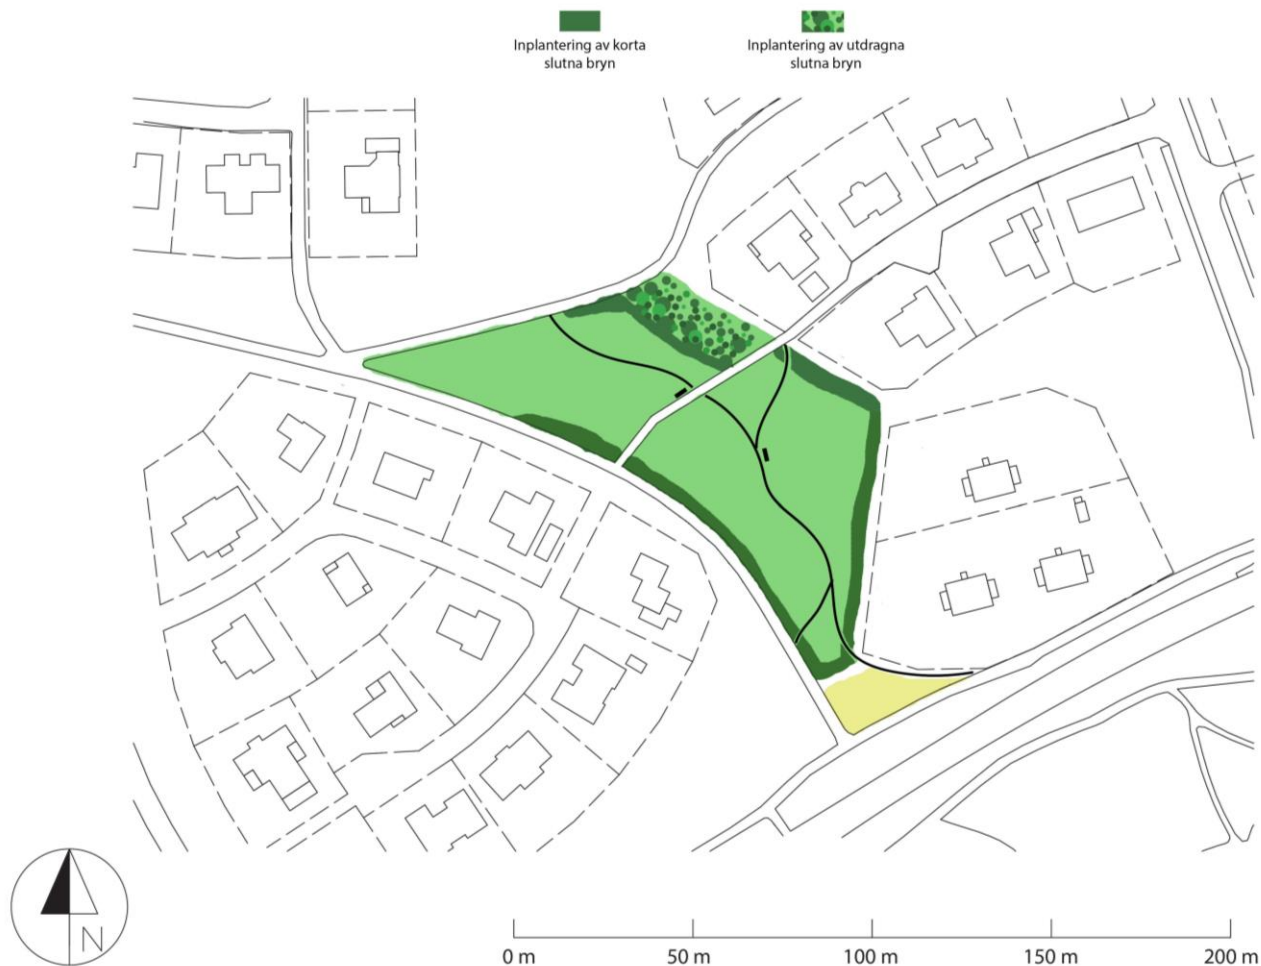 Inplantering av korta
slutna bryn
Inplantering av utdragna
slutna bryn
N
0 m
50 m
100 m
150 m
200 m